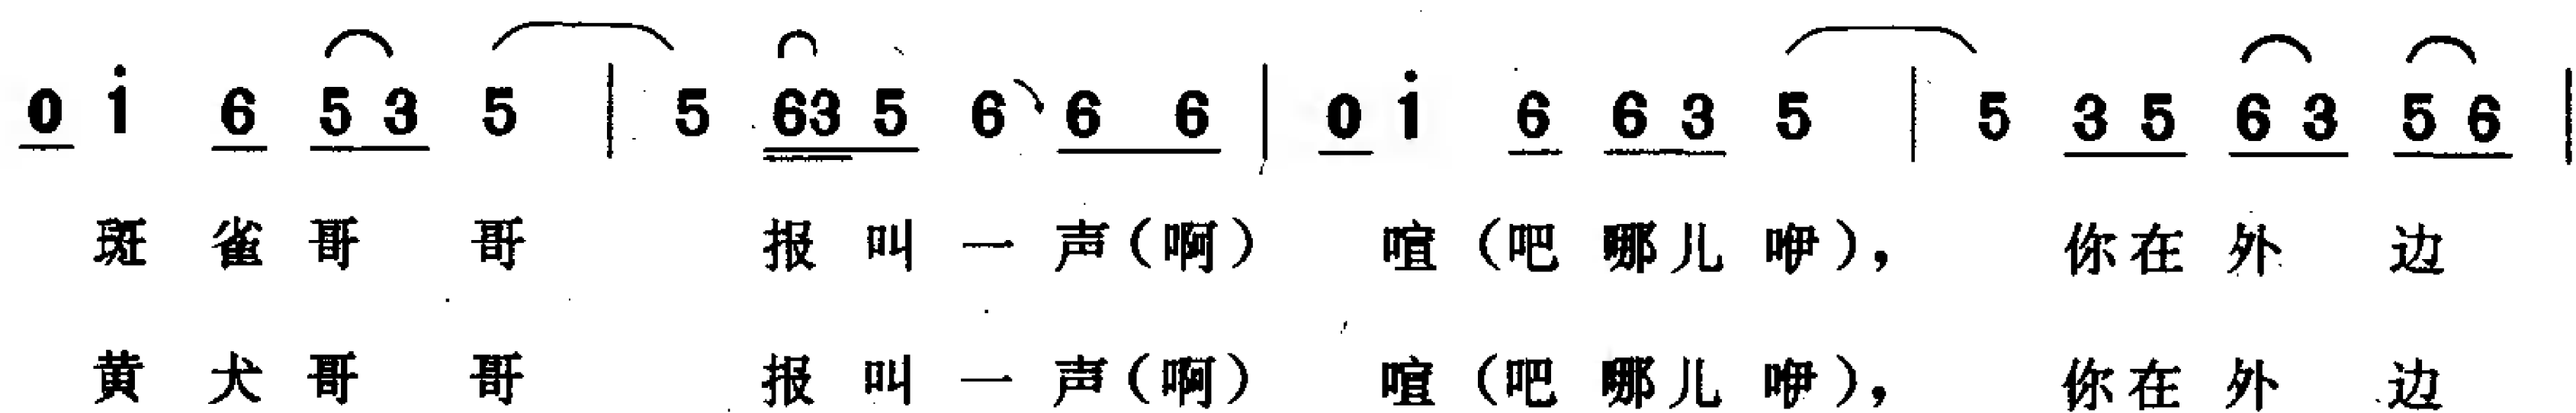 0 i 6 5 3 5 | 5 63 5 6 6 6 | 0 i 6 6 3 5 | 5 3 5 6 3 5 6 |
斑雀哥 哥 报叫一声(啊) 喧(吧哪儿咿), 你在外 边
黄犬哥 哥 报叫一声(啊) 喧(吧哪儿咿), 你在外 边